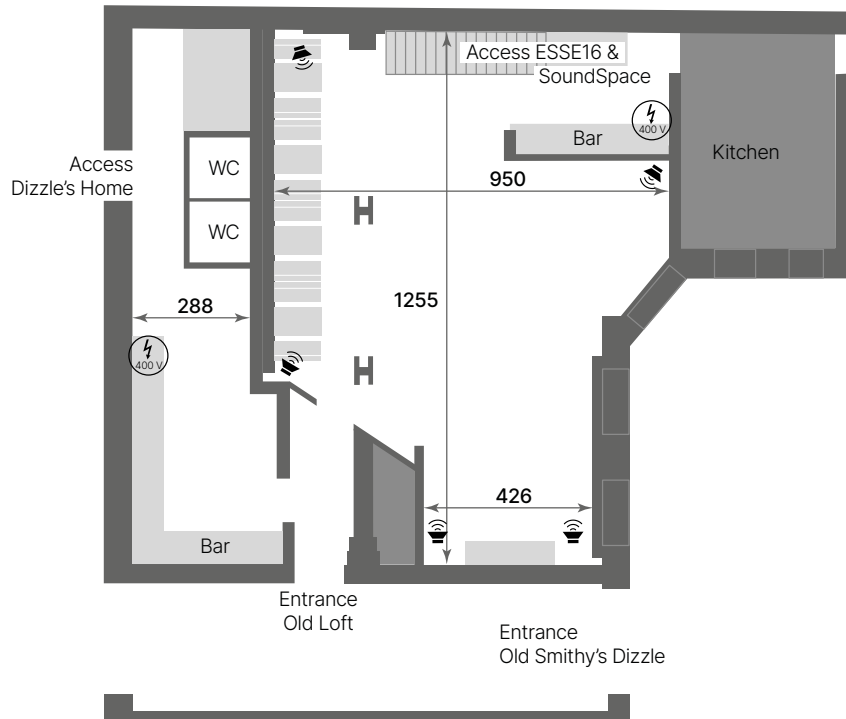 Access ESSE16 &
SoundSpace
400 V
Bar
Kitchen
WC
Access
Dizzle's Home
950
WC
288
1255
400 V
426
Bar
Entrance
Old Loft
Entrance
Old Smithy's Dizzle